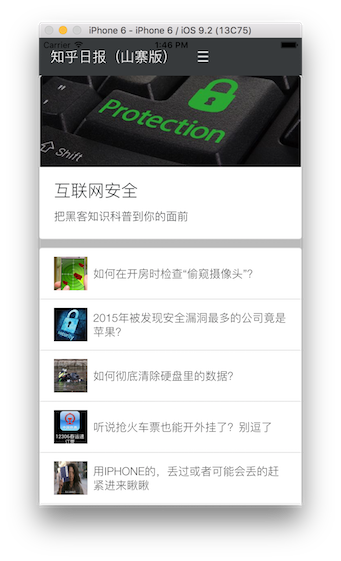 iPhone 6 - iPhone 6 / iOS 9.2 (13C75)
Carrier 1:46 PM
知乎日报（山寨版） ☰
Protection
Shift
互联网安全
把黑客知识科普到你的面前
如何在开房时检查“偷窥摄像头”？
2015年被发现安全漏洞最多的公司竟是
苹果？
如何彻底清除硬盘里的数据？
听说抢火车票也能开外挂了？别逗了
用IPHONE的，丢过或者可能会丢的赶
紧进来瞅瞅